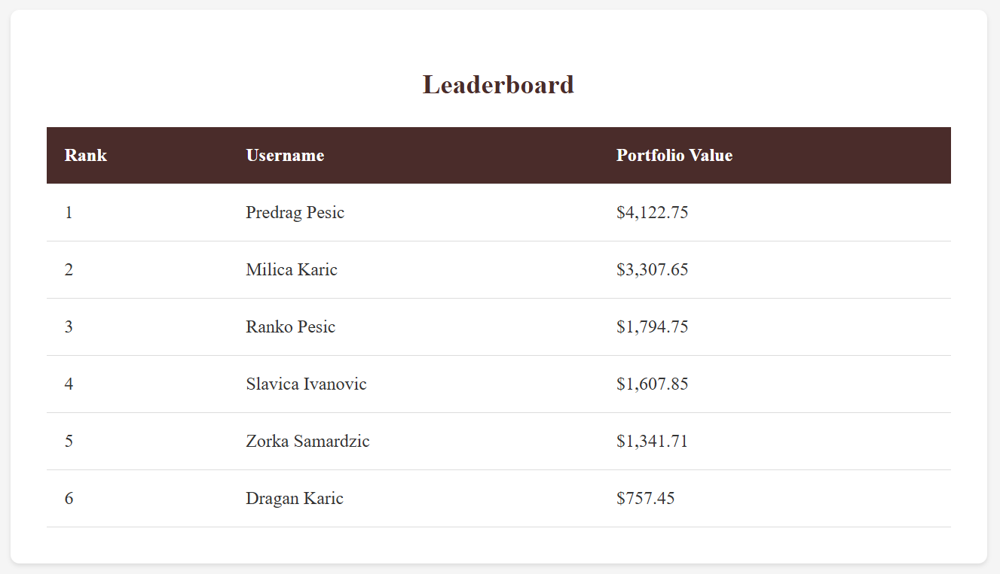 Leaderboard
Rank Username Portfolio Value
1 Predrag Pesic $4,122.75
2 Milica Karic $3,307.65
3 Ranko Pesic $1,794.75
4 Slavica Ivanovic $1,607.85
5 Zorka Samardzic $1,341.71
6 Dragan Karic $757.45